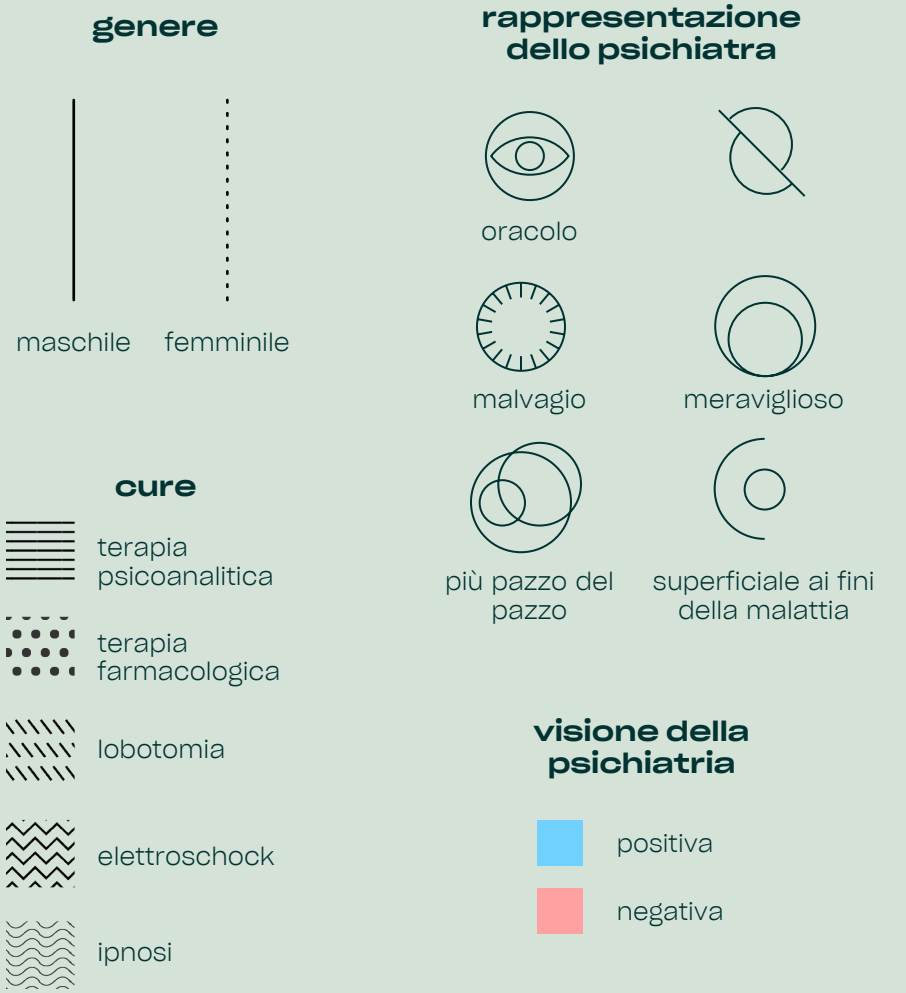 genere
maschile
femminile
cure
terapia
psicoanalitica
terapia
farmacologica
lobotomia
elettroschock
ipnosi
rappresentazione
dello psichiatra
oracolo
malvagio
meraviglioso
più pazzo del
pazzo
superficiale ai fini
della malattia
visione della
psichiatria
positiva
negativa